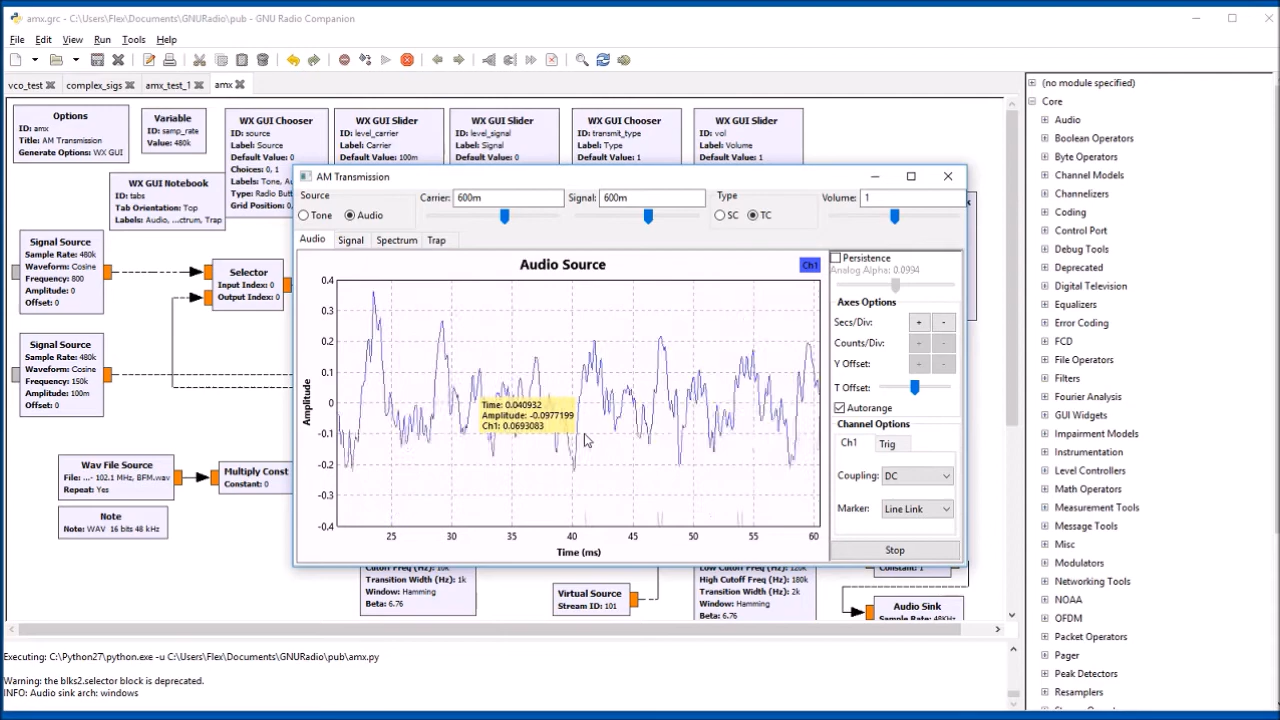 amx.grc - C:\Users\Flex\Documents\GNURadio\pub - GNU Radio Companion
File Edit View Run Tools Help
vco_test complex_sigs amx_test_1 amx
Options
ID: amx
Title: AM Transmission
Generate Options: WX GUI
Variable
ID: samp_rate
Value: 480k
WX GUI Chooser
ID: source
Label: Source
Default Value: 0
Choices: 0, 1
Labels: Tone, Au
Type: Radio Butt
Grid Position: 0,
WX GUI Slider
ID: level_carrier
Label: Carrier
Default Value: 100m
WX GUI Slider
ID: level_signal
Label: Signal
Default Value: 0
WX GUI Chooser
ID: transmit_type
Label: Type
Default Value: 1
WX GUI Slider
ID: vol
Label: Volume
Default Value: 1
WX GUI Notebook
ID: tabs
Tab Orientation: Top
Labels: Audio, ...ctrum, Trap
Signal Source
Sample Rate: 480k
Waveform: Cosine
Frequency: 800
Amplitude: 0
Offset: 0
Selector
Input Index: 0
Output Index: 0
Signal Source
Sample Rate: 480k
Waveform: Cosine
Frequency: 150k
Amplitude: 100m
Offset: 0
Wav File Source
File: ...- 102.1 MHz, BFM.wav
Repeat: Yes
Multiply Const
Constant: 0
Note
Note: WAV 16 bits 48 kHz
AM Transmission
Source
Tone Audio
Carrier: 600m
Signal: 600m
Type
SC TC
Volume: 1
Audio Signal Spectrum Trap
Audio Source
Ch1
Amplitude
0.4
0.3
0.2
0.1
0
-0.1
-0.2
-0.3
-0.4
Time: 0.040932
Amplitude: -0.0977199
Ch1: 0.0693083
25 30 35 40 45 50 55 60
Time (ms)
Persistence
Analog Alpha: 0.0994
Axes Options
Secs/Div: + -
Counts/Div: + -
Y Offset: + -
T Offset:
Autorange
Channel Options
Ch1 Trig
Coupling: DC
Marker: Line Link
Stop
Transition Width (Hz): 1k
Window: Hamming
Beta: 6.76
Virtual Source
Stream ID: 101
High Cutoff Freq (Hz): 180k
Transition Width (Hz): 2k
Window: Hamming
Beta: 6.76
Constant: 1
Audio Sink
Sample Rate: 48KHz
Executing: C:\Python27\python.exe -u C:\Users\Flex\Documents\GNURadio\pub\amx.py
Warning: the blks2.selector block is deprecated.
INFO: Audio sink arch: windows
(no module specified)
Core
Audio
Boolean Operators
Byte Operators
Channel Models
Channelizers
Coding
Control Port
Debug Tools
Deprecated
Digital Television
Equalizers
Error Coding
FCD
File Operators
Filters
Fourier Analysis
GUI Widgets
Impairment Models
Instrumentation
Level Controllers
Math Operators
Measurement Tools
Message Tools
Misc
Modulators
Networking Tools
NOAA
OFDM
Packet Operators
Pager
Peak Detectors
Resamplers